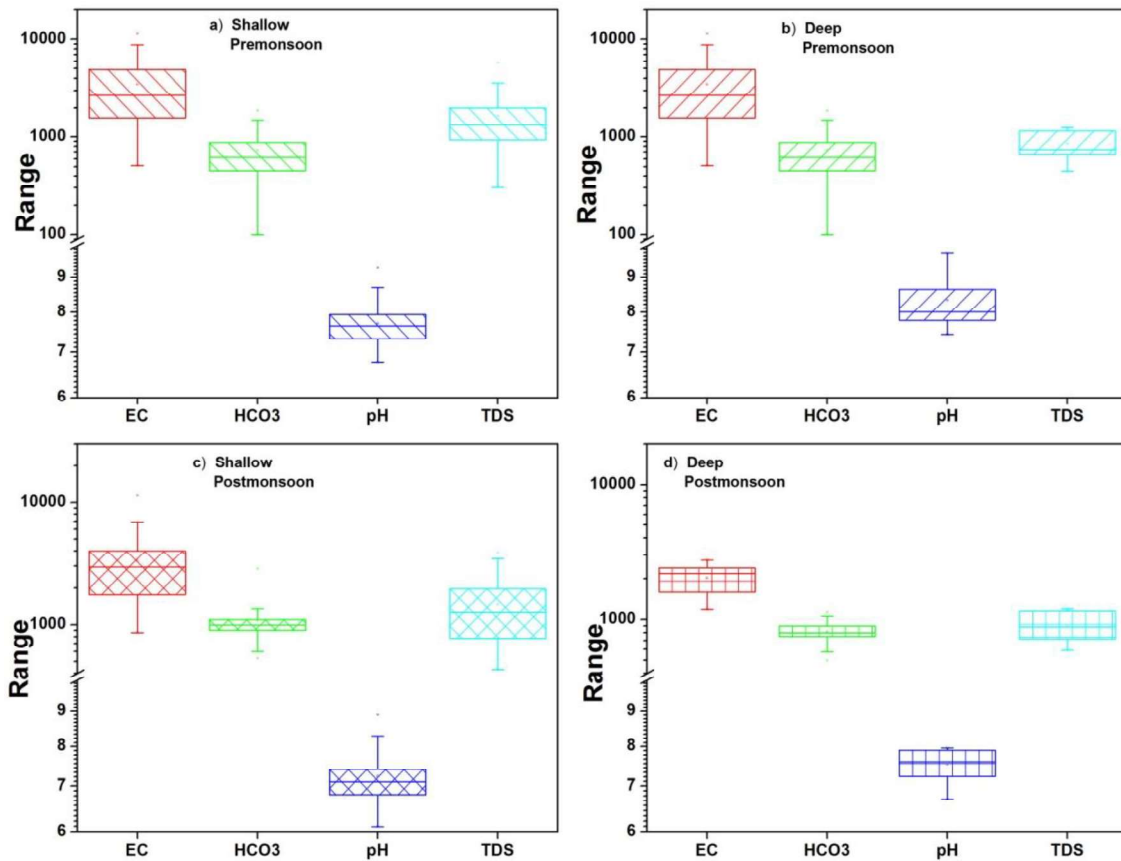 a) Shallow
Premonsoon
10000
1000
100
9
8
7
6
Range
EC HCO3 pH TDS
b) Deep
Premonsoon
10000
1000
100
9
8
7
6
Range
EC HCO3 pH TDS
c) Shallow
Postmonsoon
10000
1000
9
8
7
6
Range
EC HCO3 pH TDS
d) Deep
Postmonsoon
10000
1000
9
8
7
6
Range
EC HCO3 pH TDS